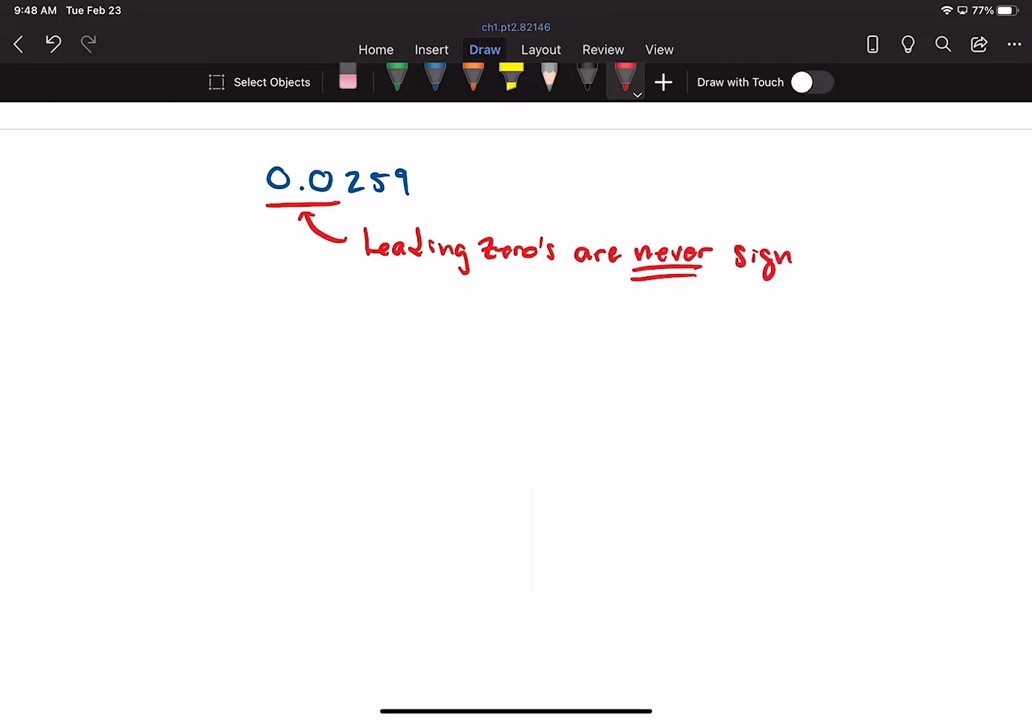 9:48 AM Tue Feb 23
77%
ch1.pt2.82146
Home Insert Draw Layout Review View
Select Objects
Draw with Touch
0.0259
Leading zero's are never sign